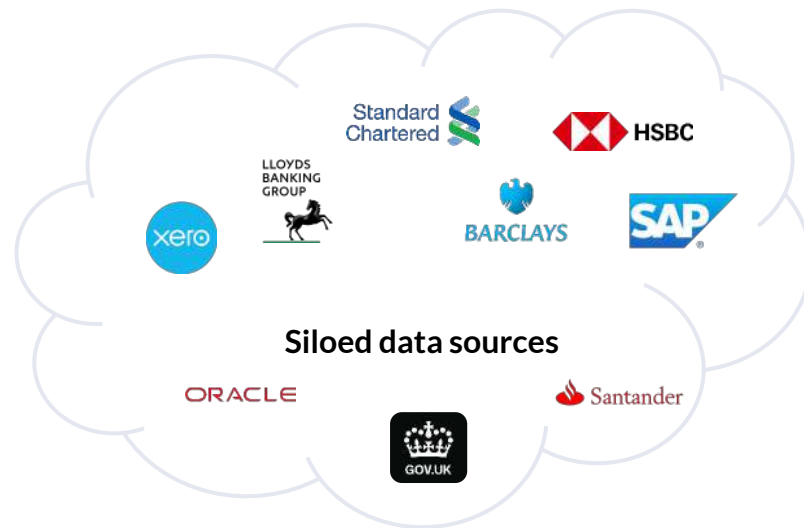 Standard
Chartered
HSBC
LLOYDS
BANKING
GROUP
xero
BARCLAYS
SAP
®
Siloed data sources
ORACLE
Santander
GOV.UK